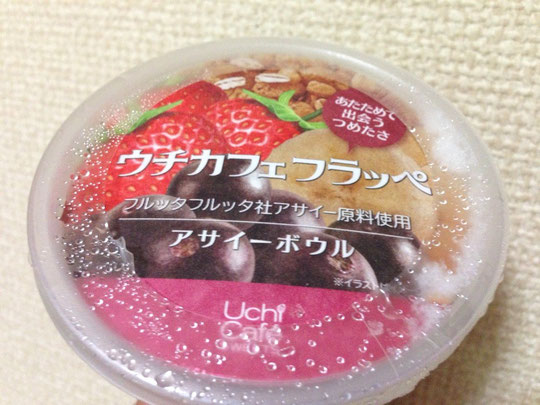 あたためて
出会う
つめたさ
ウチカフェフラッペ
フルッタフルッタ社アサイー原料使用
アサイーボウル
※イラスト
Uchi
Café